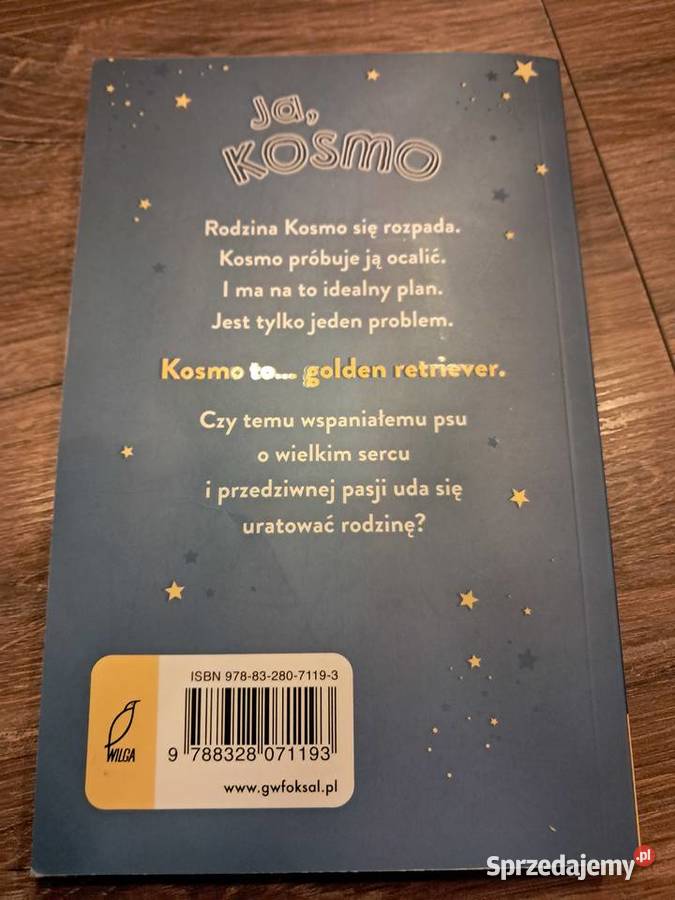 Ja,
KOSMO
Rodzina Kosmo się rozpada.
Kosmo próbuje ją ocalić.
I ma na to idealny plan.
Jest tylko jeden problem.
Kosmo to... golden retriever.
Czy temu wspaniałemu psu
o wielkim sercu
i przedziwnej pasji uda się
uratować rodzinę?
ISBN 978-83-280-7119-3
9 788328 071193
WILGA
www.gwfoksal.pl
Sprzedajemy.pl